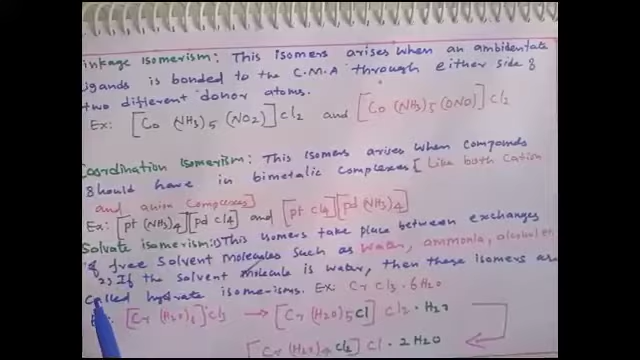 inkage Isomerism: This isomers arises when an ambidentate
Ligands is bonded to the C.M.A through either side of
two different donor atoms.
Ex: [Co (NH3)5 (NO2)] Cl2 and [Co (NH3)5 (ONO)] Cl2
Coordination Isomerism: This Isomers arises when compounds
should have in bimetalic complexes [Like both Cation
and anion Complexes]
Ex: [pt (NH3)4] [pd Cl4] and [pt Cl4] [pd (NH3)4]
Solvate isomerism: 1) This isomers take place between exchanges
of free Solvent Molecules such as Water, ammonia, alcohol
2) If the Solvent molecule is water, then these isomers are
called hydrate isome-isms. Ex: Cr Cl3 · 6H2O
[Cr (H2O)6] Cl3 → [Cr (H2O)5 Cl] Cl2 · H2O
[Cr (H2O)4 Cl2] Cl · 2H2O